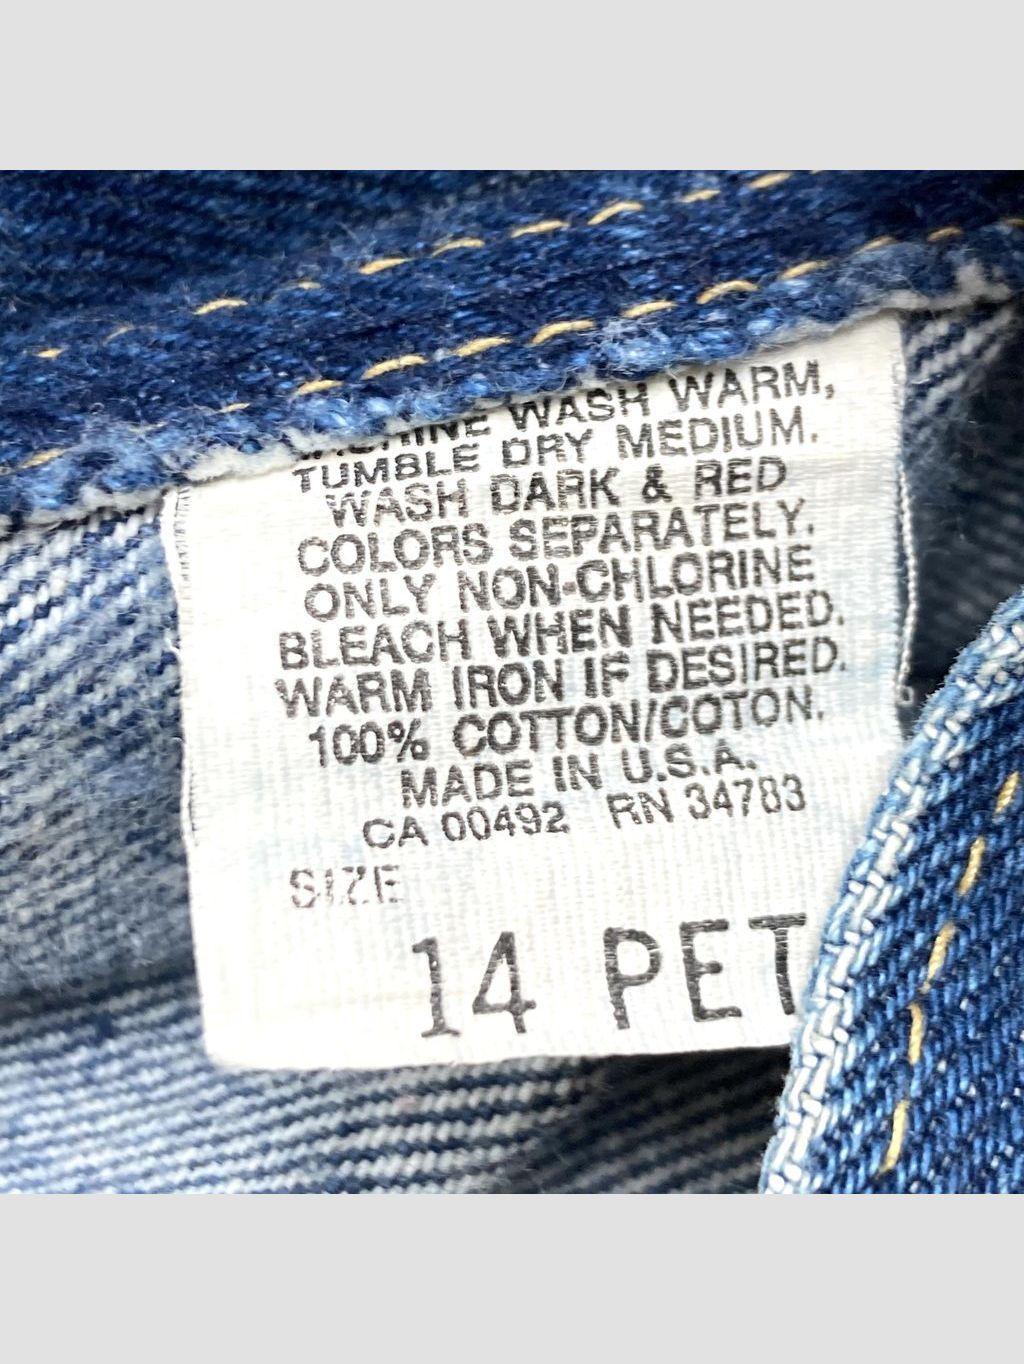 MACHINE WASH WARM,
TUMBLE DRY MEDIUM.
WASH DARK & RED
COLORS SEPARATELY.
ONLY NON-CHLORINE
BLEACH WHEN NEEDED.
WARM IRON IF DESIRED.
100% COTTON/COTON.
MADE IN U.S.A.
CA 00492 RN 34783
SIZE
14 PET